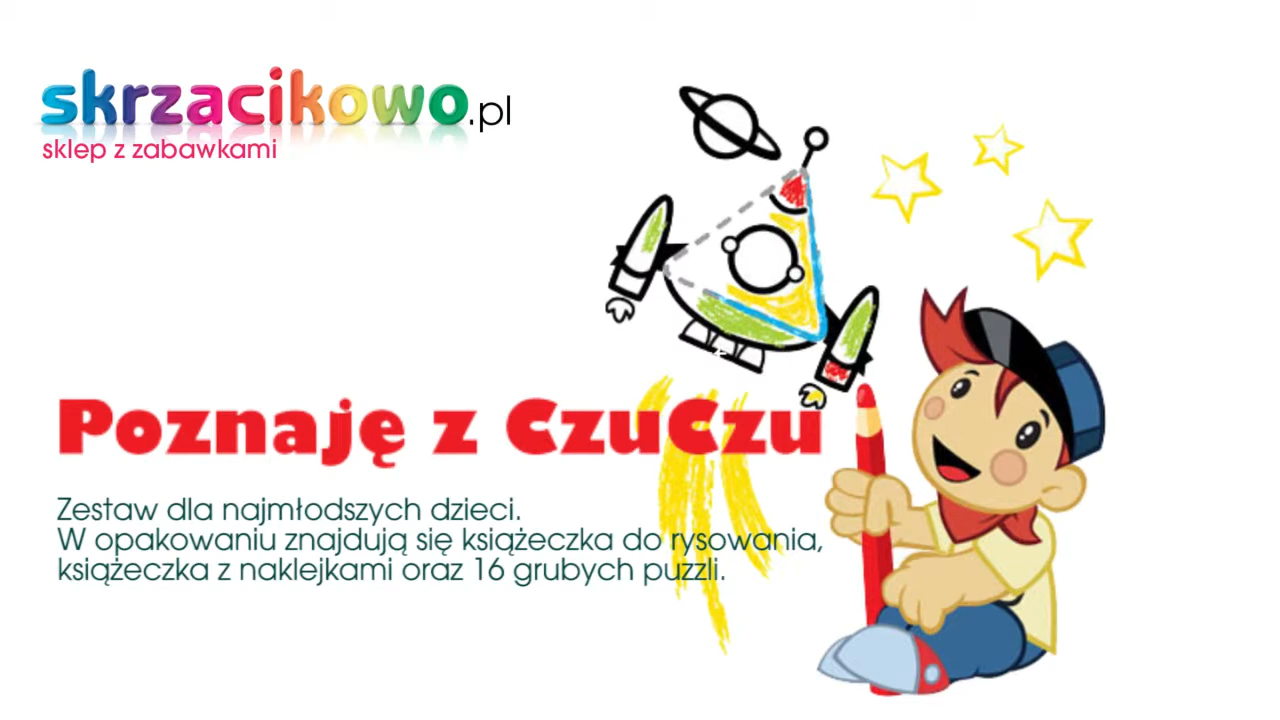 skrzacikowo.pl
sklep z zabawkami
Poznaję z CzuCzu
Zestaw dla najmłodszych dzieci.
W opakowaniu znajdują się książeczka do rysowania,
książeczka z naklejkami oraz 16 grubych puzzli.